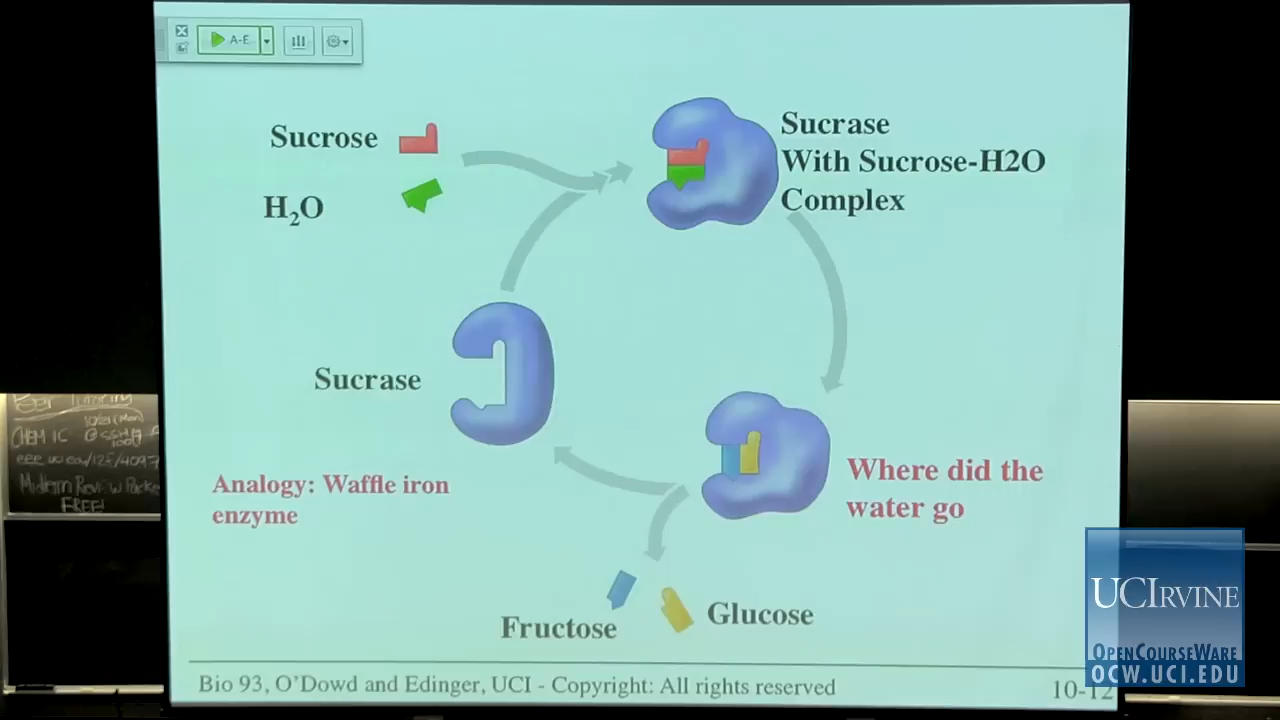 A-E
Sucrose
H₂O
Sucrase
With Sucrose-H2O
Complex
Sucrase
Analogy: Waffle iron
enzyme
Where did the
water go
Fructose
Glucose
Bio 93, O'Dowd and Edinger, UCI - Copyright: All rights reserved
10-12
CHEM 1C
Midterm
FREE!
UCIRVINE
OPENCOURSEWARE
OCW.UCI.EDU